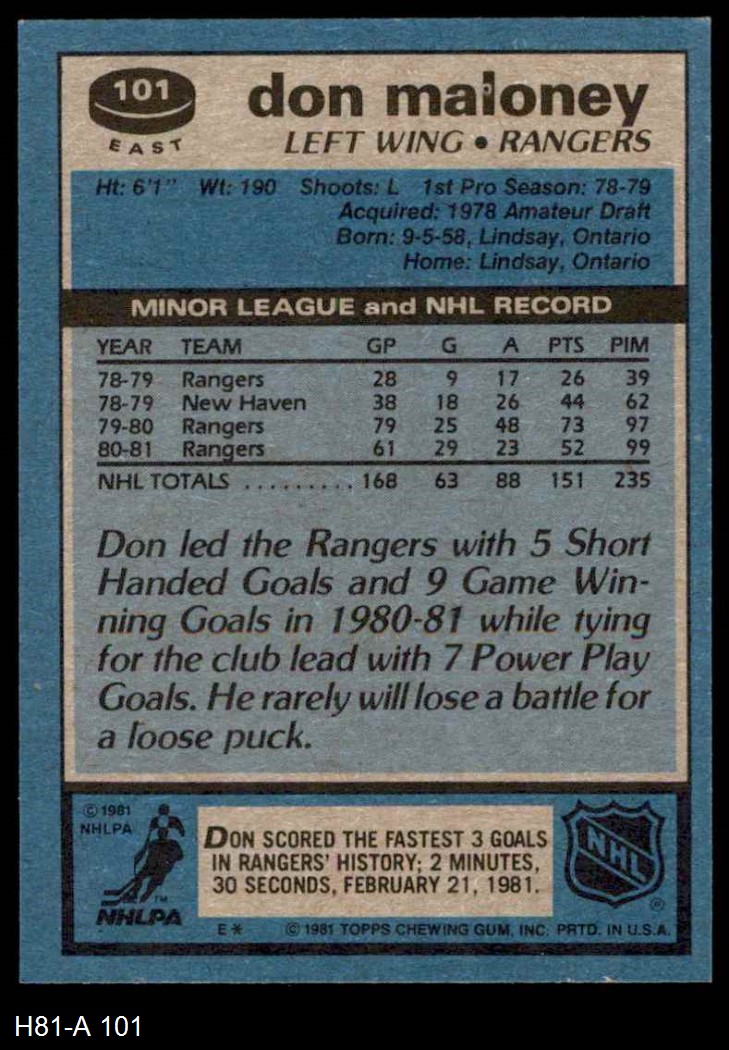 101
EAST
don maloney
LEFT WING • RANGERS
Ht: 6'1" Wt: 190 Shoots: L 1st Pro Season: 78-79
Acquired: 1978 Amateur Draft
Born: 9-5-58, Lindsay, Ontario
Home: Lindsay, Ontario
MINOR LEAGUE and NHL RECORD
YEAR TEAM GP G A PTS PIM
78-79 Rangers 28 9 17 26 39
78-79 New Haven 38 18 26 44 62
79-80 Rangers 79 25 48 73 97
80-81 Rangers 61 29 23 52 99
NHL TOTALS .......... 168 63 88 151 235
Don led the Rangers with 5 Short
Handed Goals and 9 Game Win-
ning Goals in 1980-81 while tying
for the club lead with 7 Power Play
Goals. He rarely will lose a battle for
a loose puck.
© 1981
NHLPA
TM
NHLPA
DON SCORED THE FASTEST 3 GOALS
IN RANGERS' HISTORY; 2 MINUTES,
30 SECONDS, FEBRUARY 21, 1981.
NHL
®
E* © 1981 TOPPS CHEWING GUM, INC. PRTD. IN U.S.A.
H81-A 101